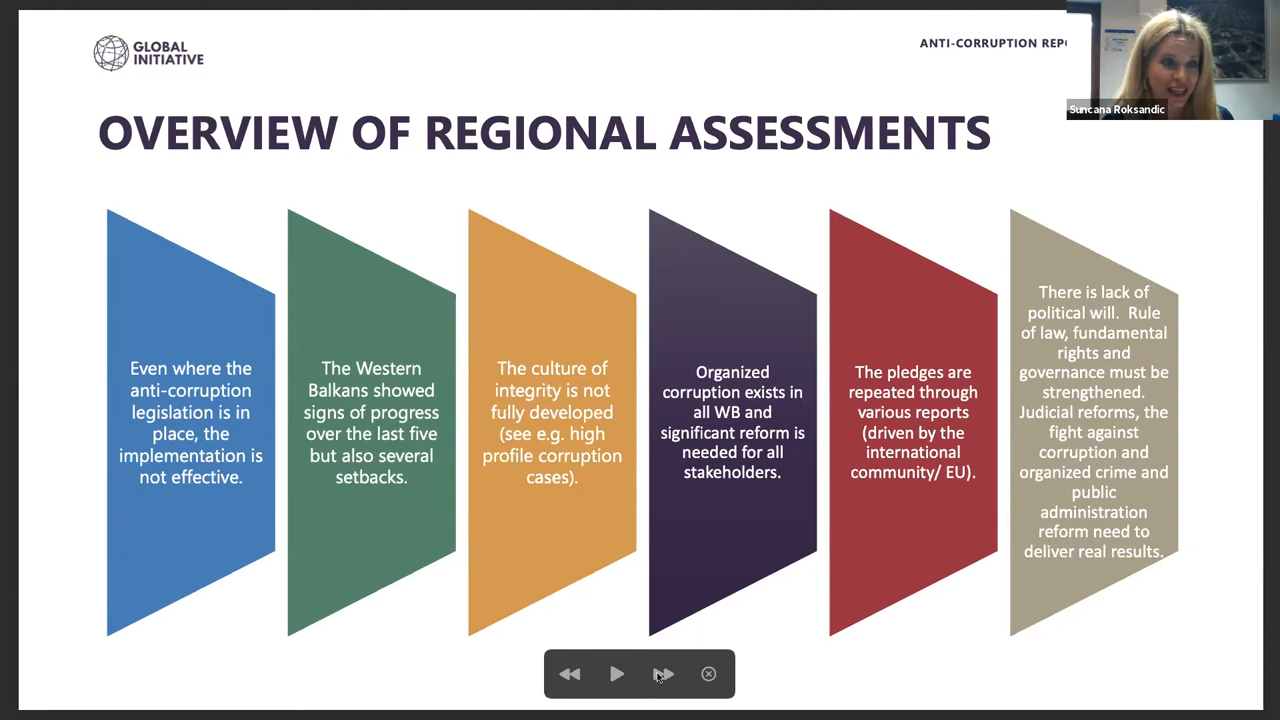 GLOBAL
INITIATIVE
ANTI-CORRUPTION REP
Suncana Roksandic
OVERVIEW OF REGIONAL ASSESSMENTS
Even where the
anti-corruption
legislation is in
place, the
implementation is
not effective.
The Western
Balkans showed
signs of progress
over the last five
but also several
setbacks.
The culture of
integrity is not
fully developed
(see e.g. high
profile corruption
cases).
Organized
corruption exists in
all WB and
significant reform is
needed for all
stakeholders.
The pledges are
repeated through
various reports
(driven by the
international
community/ EU).
There is lack of
political will. Rule
of law, fundamental
rights and
governance must be
strengthened.
Judicial reforms, the
fight against
corruption and
organized crime and
public
administration
reform need to
deliver real results.